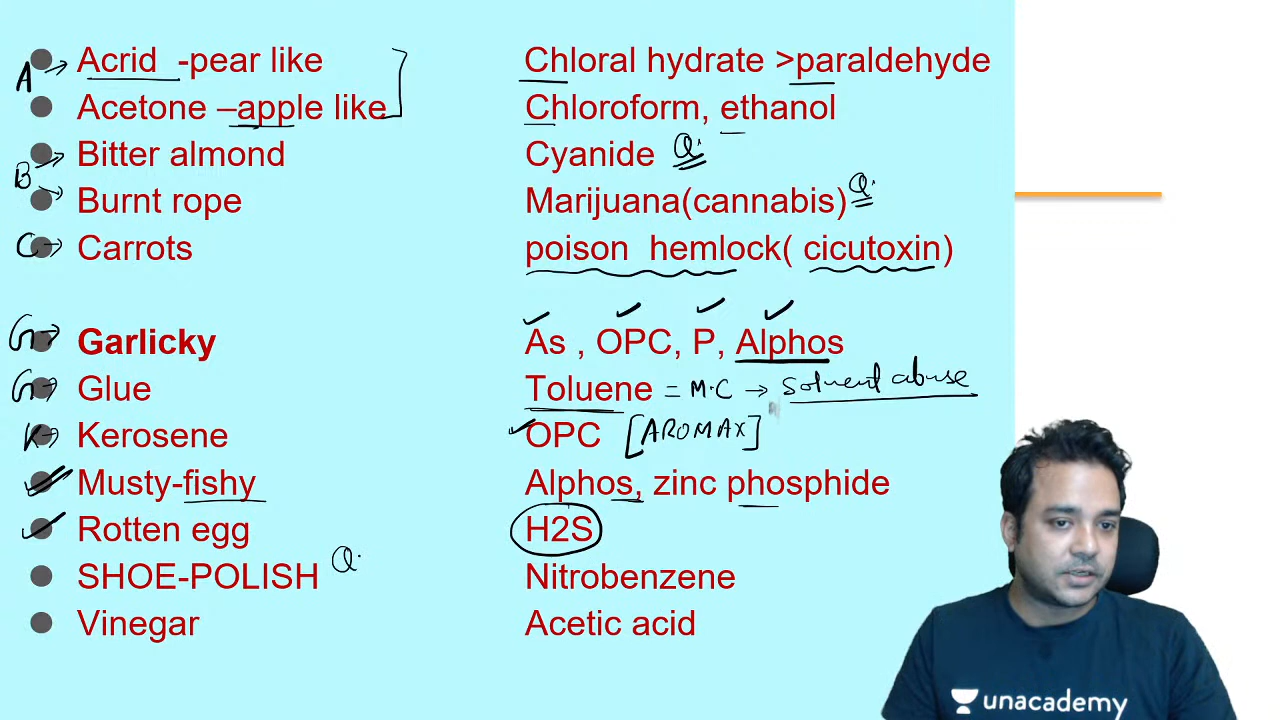 A Acrid -pear like Chloral hydrate >paraldehyde
Acetone –apple like Chloroform, ethanol
B Bitter almond Cyanide Q.
Burnt rope Marijuana(cannabis) Q.
C Carrots poison hemlock( cicutoxin)
G Garlicky As , OPC, P, Alphos
G Glue Toluene = M.C → Solvent abuse
K Kerosene OPC [AROMAX]
Musty-fishy Alphos, zinc phosphide
Rotten egg H2S
SHOE-POLISH Q. Nitrobenzene
Vinegar Acetic acid
unacademy